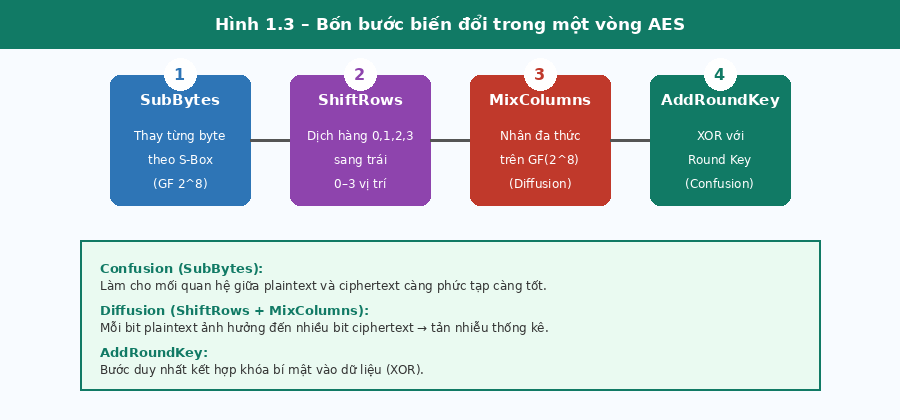 Hình 1.3 – Bốn bước biến đổi trong một vòng AES
1
SubBytes
Thay từng byte
theo S-Box
(GF 2^8)
2
ShiftRows
Dịch hàng 0,1,2,3
sang trái
0–3 vị trí
3
MixColumns
Nhân đa thức
trên GF(2^8)
(Diffusion)
4
AddRoundKey
XOR với
Round Key
(Confusion)
Confusion (SubBytes):
Làm cho mối quan hệ giữa plaintext và ciphertext càng phức tạp càng tốt.
Diffusion (ShiftRows + MixColumns):
Mỗi bit plaintext ảnh hưởng đến nhiều bit ciphertext → tản nhiễu thống kê.
AddRoundKey:
Bước duy nhất kết hợp khóa bí mật vào dữ liệu (XOR).